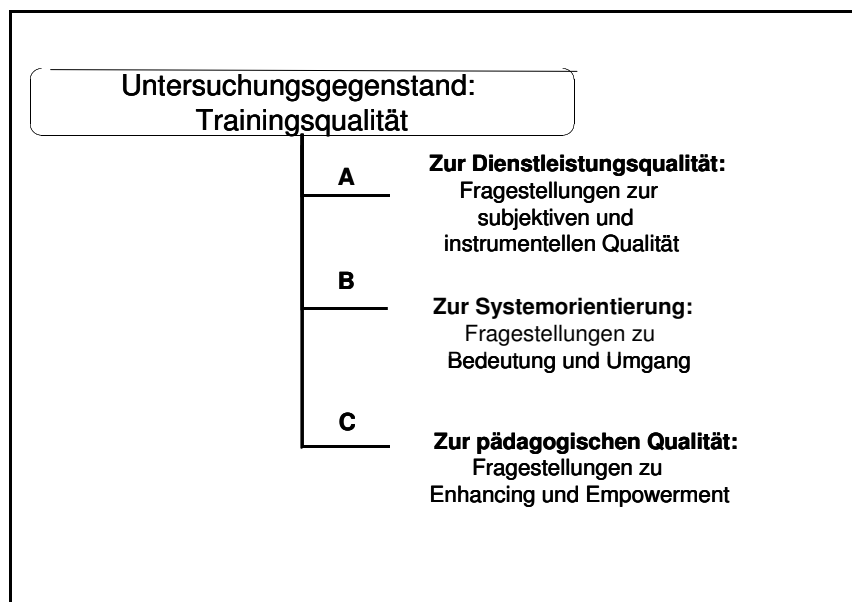 Untersuchungsgegenstand:
Trainingsqualität
A
Zur Dienstleistungsqualität:
Fragestellungen zur
subjektiven und
instrumentellen Qualität
B
Zur Systemorientierung:
Fragestellungen zu
Bedeutung und Umgang
C
Zur pädagogischen Qualität:
Fragestellungen zu
Enhancing und Empowerment